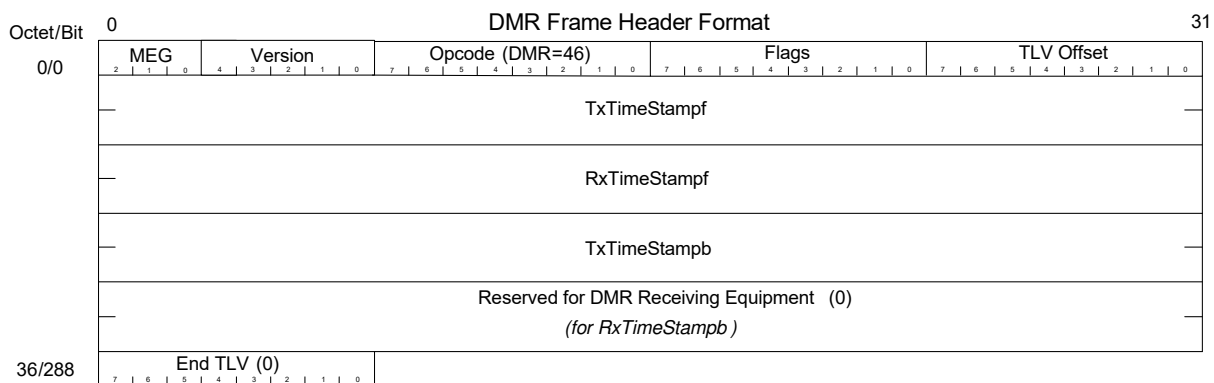 DMR Frame Header Format
Octet/Bit 0 31
MEG Version Opcode (DMR=46) Flags TLV Offset
0/0 2 1 0 4 3 2 1 0 7 6 5 4 3 2 1 0 7 6 5 4 3 2 1 0 7 6 5 4 3 2 1 0
TxTimeStampf
RxTimeStampf
TxTimeStampb
Reserved for DMR Receiving Equipment (0)
(for RxTimeStampb)
36/288 End TLV (0)
7 6 5 4 3 2 1 0